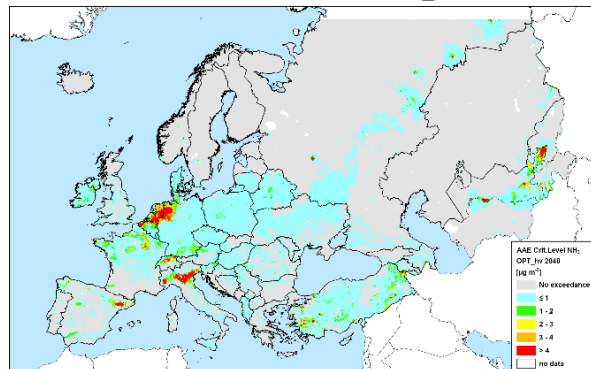 AAE Crit.Level NH3
OPT_hw 2040
[µg m-3]
No exceedance
≤ 1
1 - 2
2 - 3
3 - 4
> 4
no data